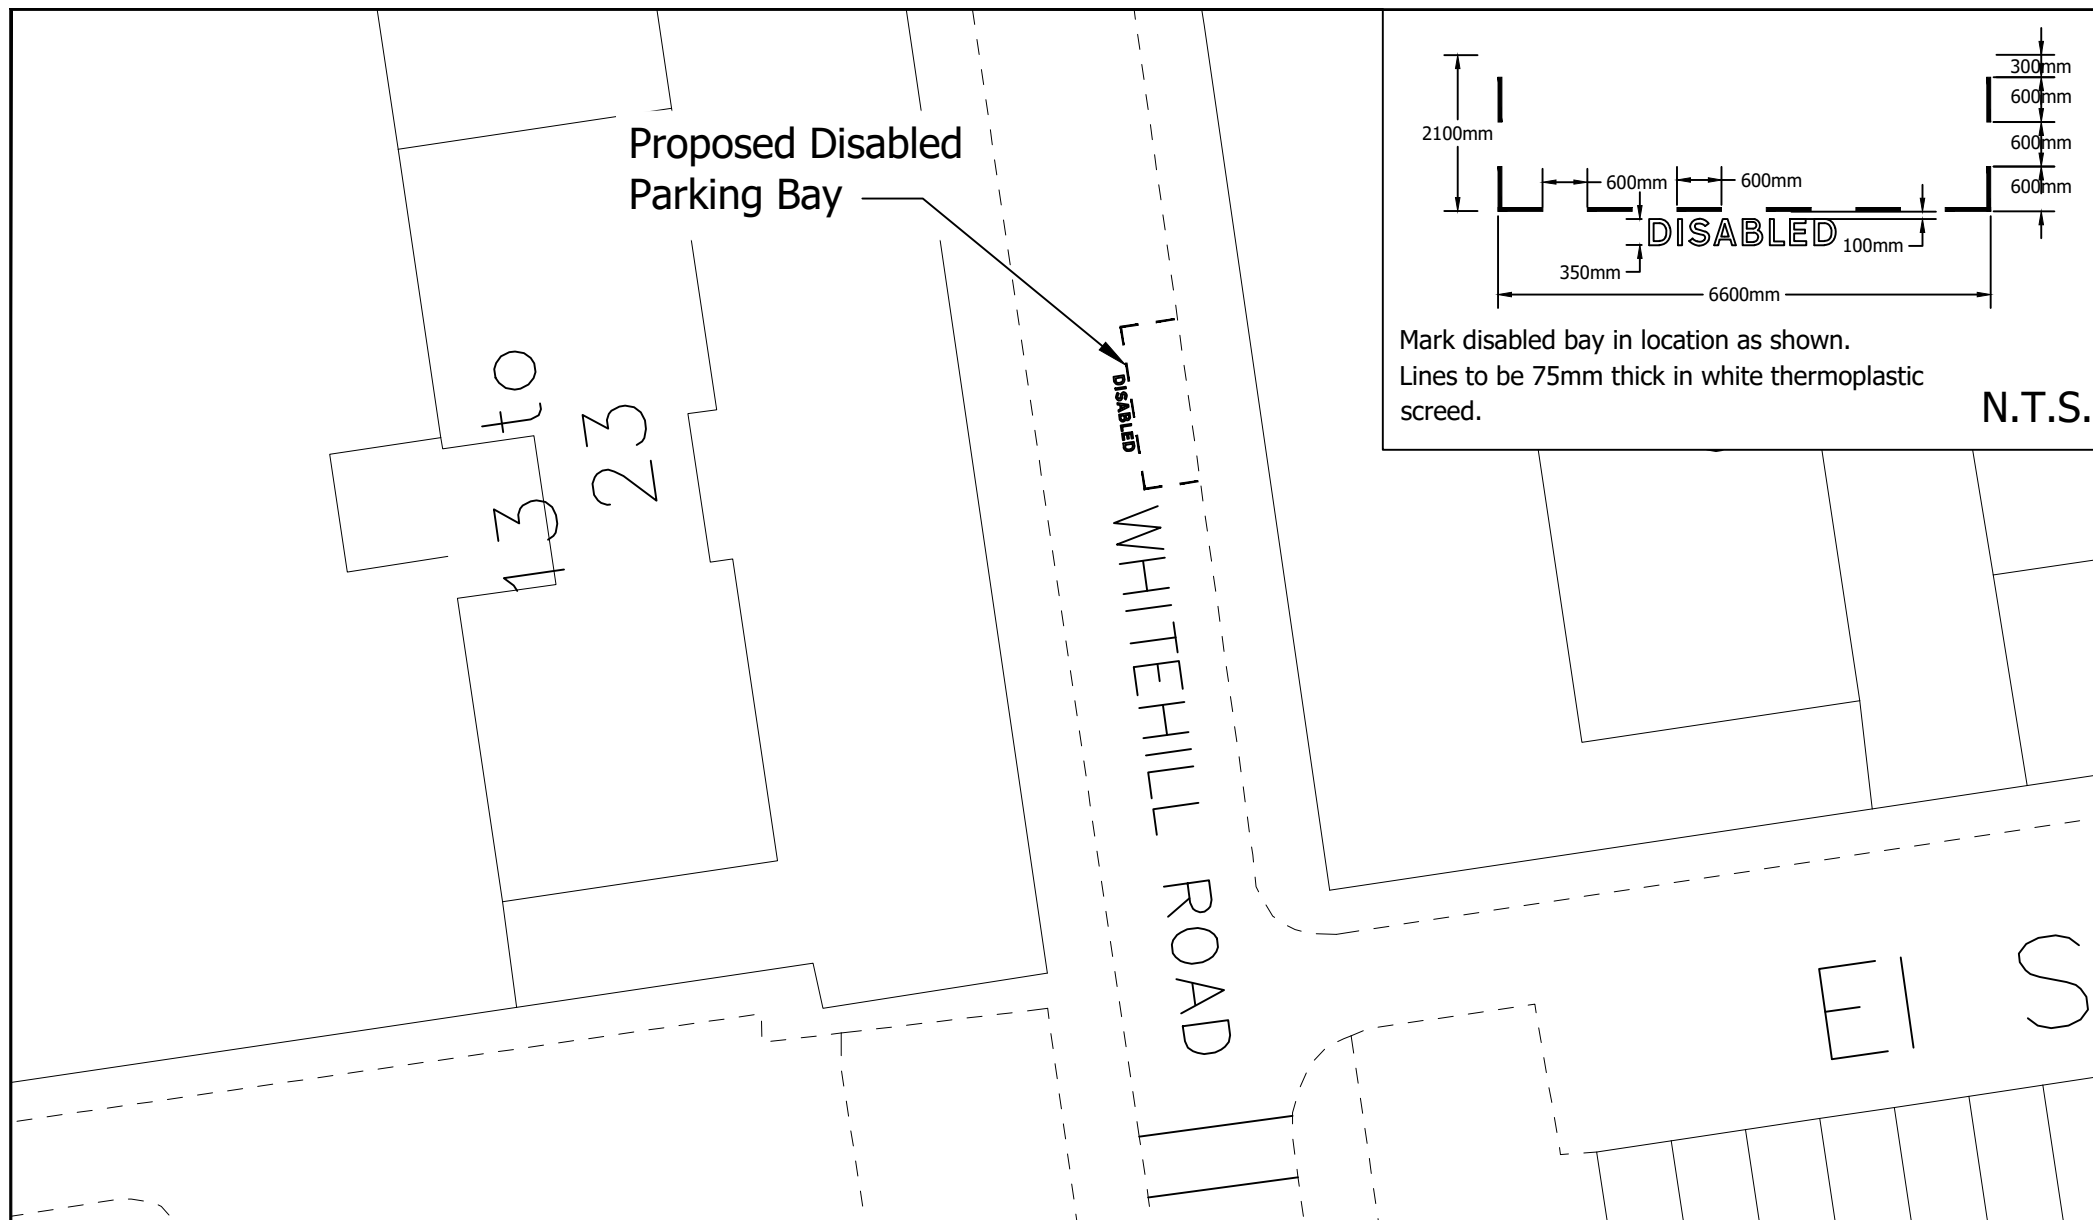 Proposed Disabled
Parking Bay
DISABLED
13 to
23
WHITEHILL ROAD
2100mm
600mm
600mm
300mm
600mm
600mm
600mm
DISABLED
100mm
350mm
6600mm
Mark disabled bay in location as shown.
Lines to be 75mm thick in white thermoplastic
screed.
N.T.S.
El S